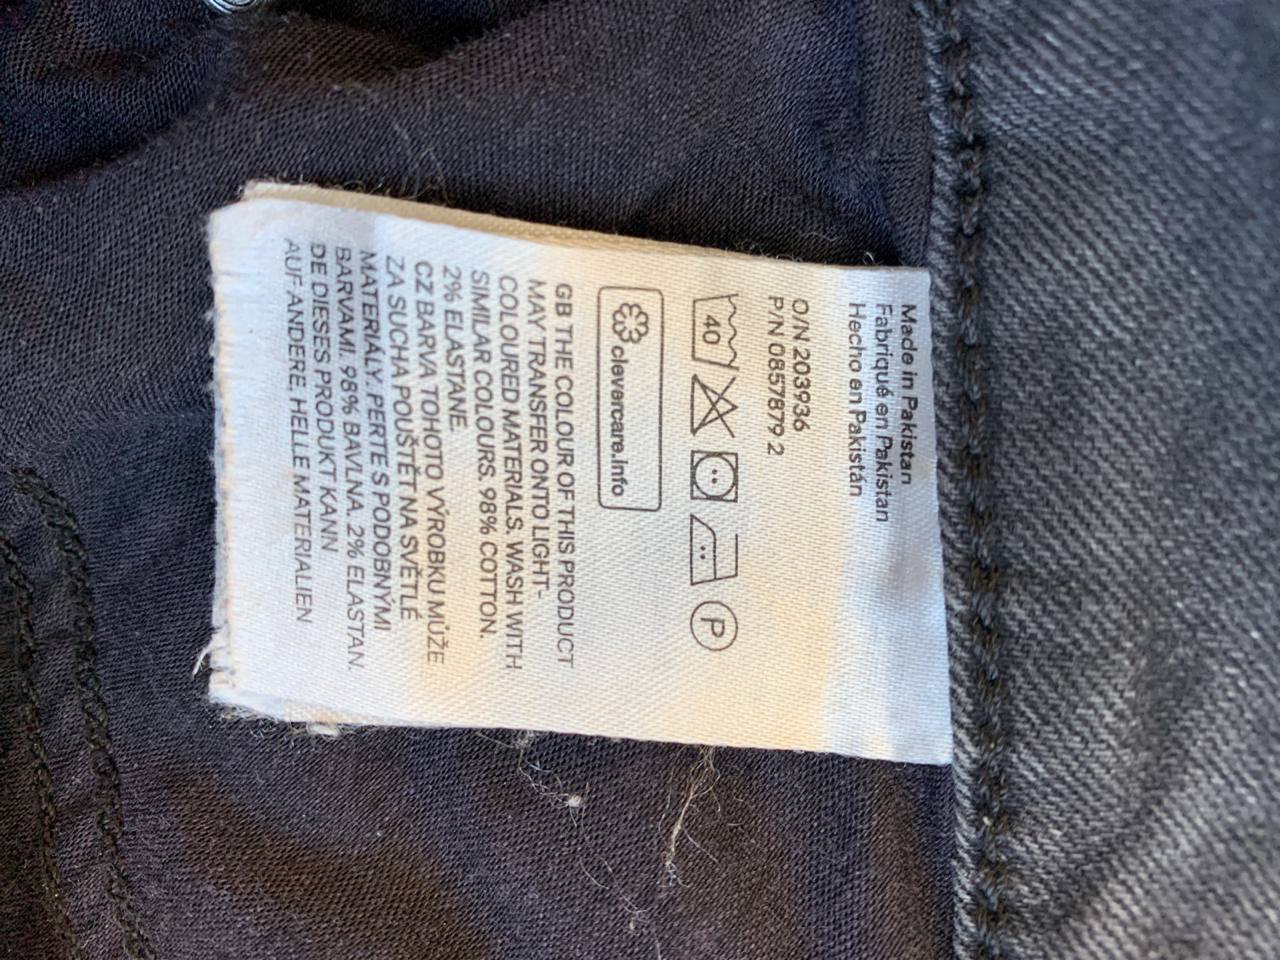 Made in Pakistan
Fabriqué en Pakistan
Hecho en Pakistán
O/N 203936
P/N 0857879 2
40
P
clevercare.info
GB THE COLOUR OF THIS PRODUCT
MAY TRANSFER ONTO LIGHT-
COLOURED MATERIALS. WASH WITH
SIMILAR COLOURS. 98% COTTON.
2% ELASTANE.
CZ BARVA TOHOTO VÝROBKU MŮŽE
ZA SUCHA POUŠTĚT NA SVĚTLÉ
MATERIÁLY. PERTE S PODOBNÝMI
BARVAMI. 98% BAVLNA. 2% ELASTAN.
DE DIESES PRODUKT KANN
AUF ANDERE, HELLE MATERIALIEN